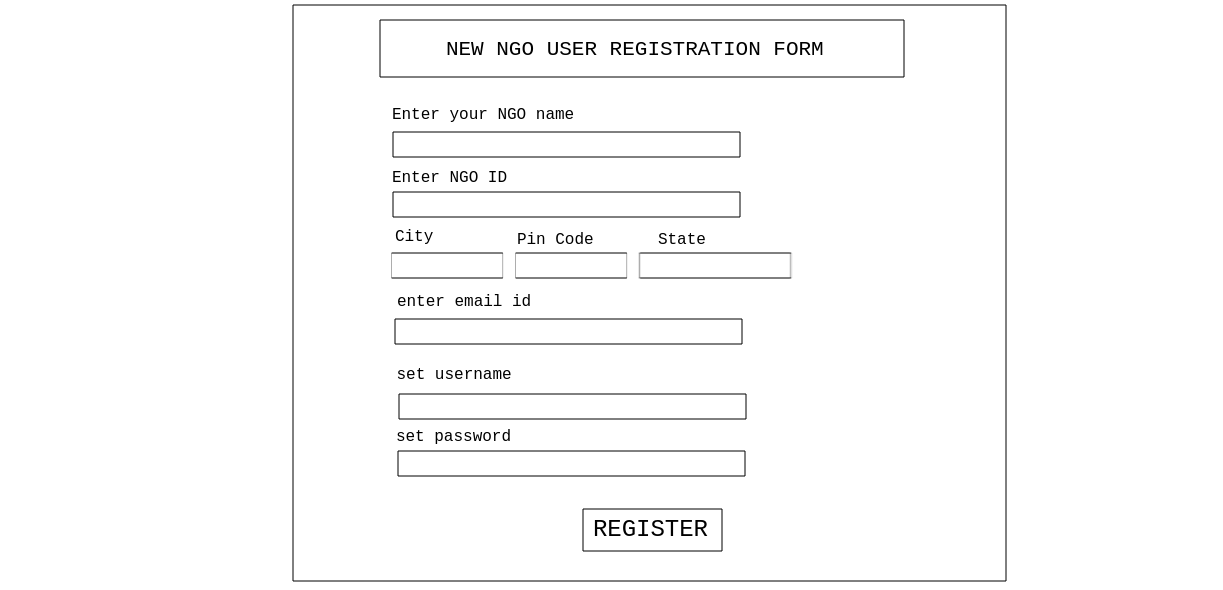 NEW NGO USER REGISTRATION FORM
Enter your NGO name
Enter NGO ID
City Pin Code State
enter email id
set username
set password
REGISTER